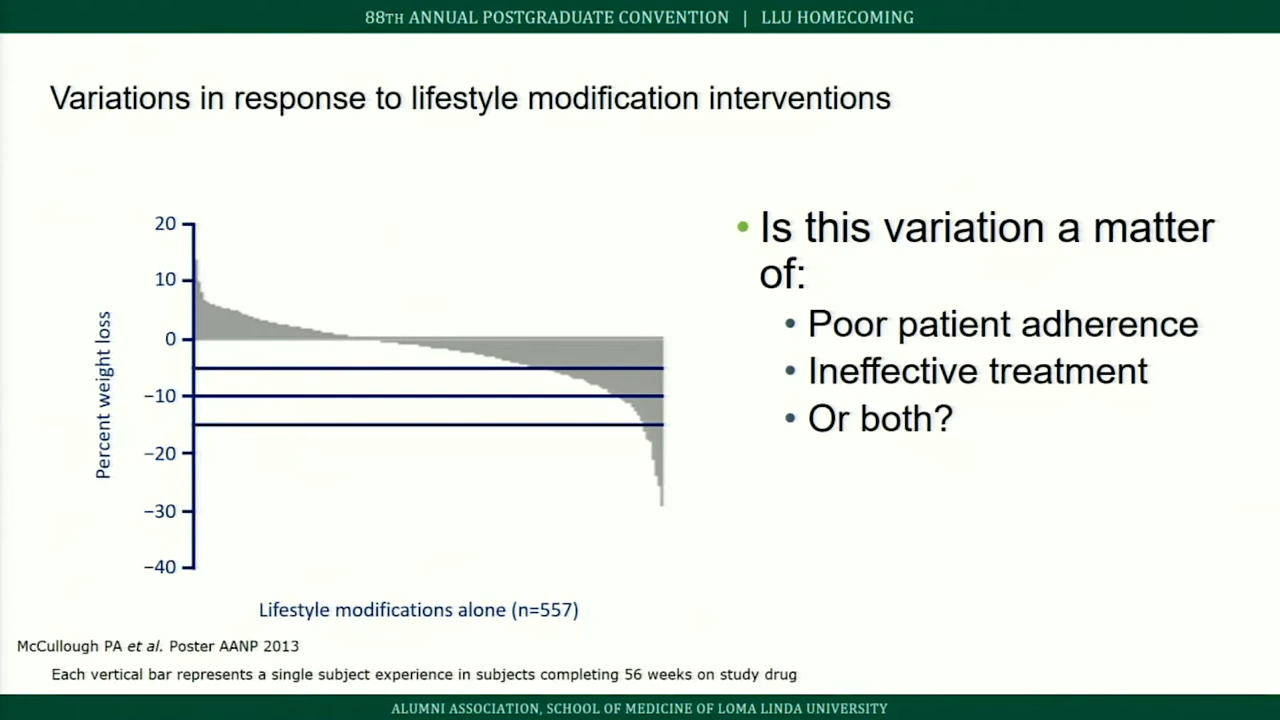 88TH ANNUAL POSTGRADUATE CONVENTION | LLU HOMECOMING
Variations in response to lifestyle modification interventions
20
10
0
−10
−20
−30
−40
Percent weight loss
Lifestyle modifications alone (n=557)
• Is this variation a matter
of:
• Poor patient adherence
• Ineffective treatment
• Or both?
McCullough PA et al. Poster AANP 2013
Each vertical bar represents a single subject experience in subjects completing 56 weeks on study drug
ALUMNI ASSOCIATION, SCHOOL OF MEDICINE OF LOMA LINDA UNIVERSITY